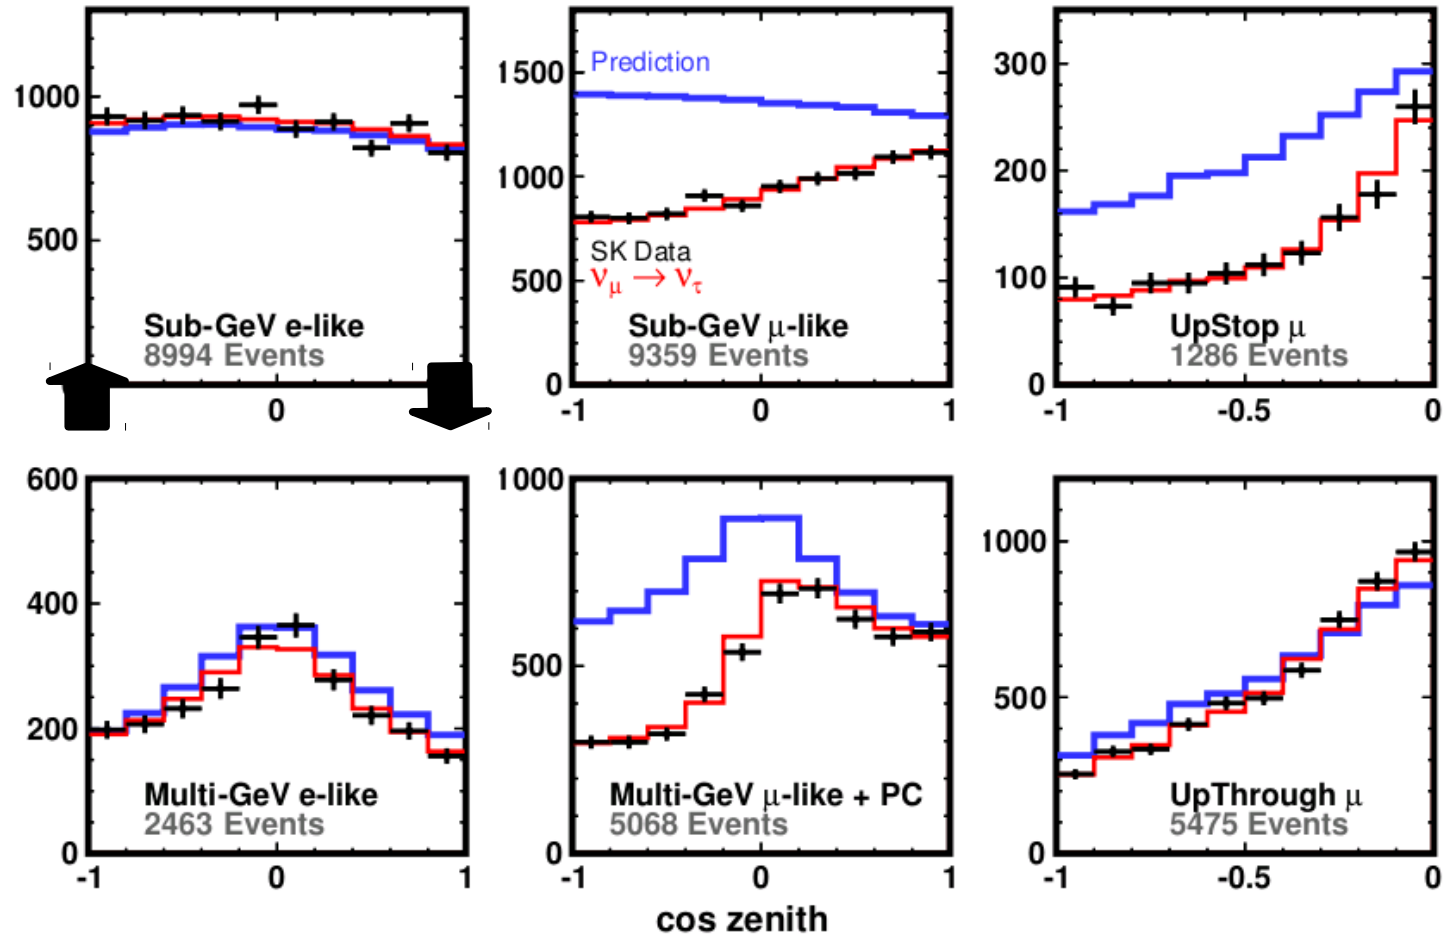 1000
500
Sub-GeV e-like
8994 Events
0
1500
1000
500
0
Prediction
SK Data
νμ → ντ
Sub-GeV μ-like
9359 Events
-1 0 1
300
200
100
0
UpStop μ
1286 Events
-1 -0.5 0
600
400
200
0
Multi-GeV e-like
2463 Events
-1 0 1
1000
500
0
Multi-GeV μ-like + PC
5068 Events
-1 0 1
1000
500
0
UpThrough μ
5475 Events
-1 -0.5 0
cos zenith